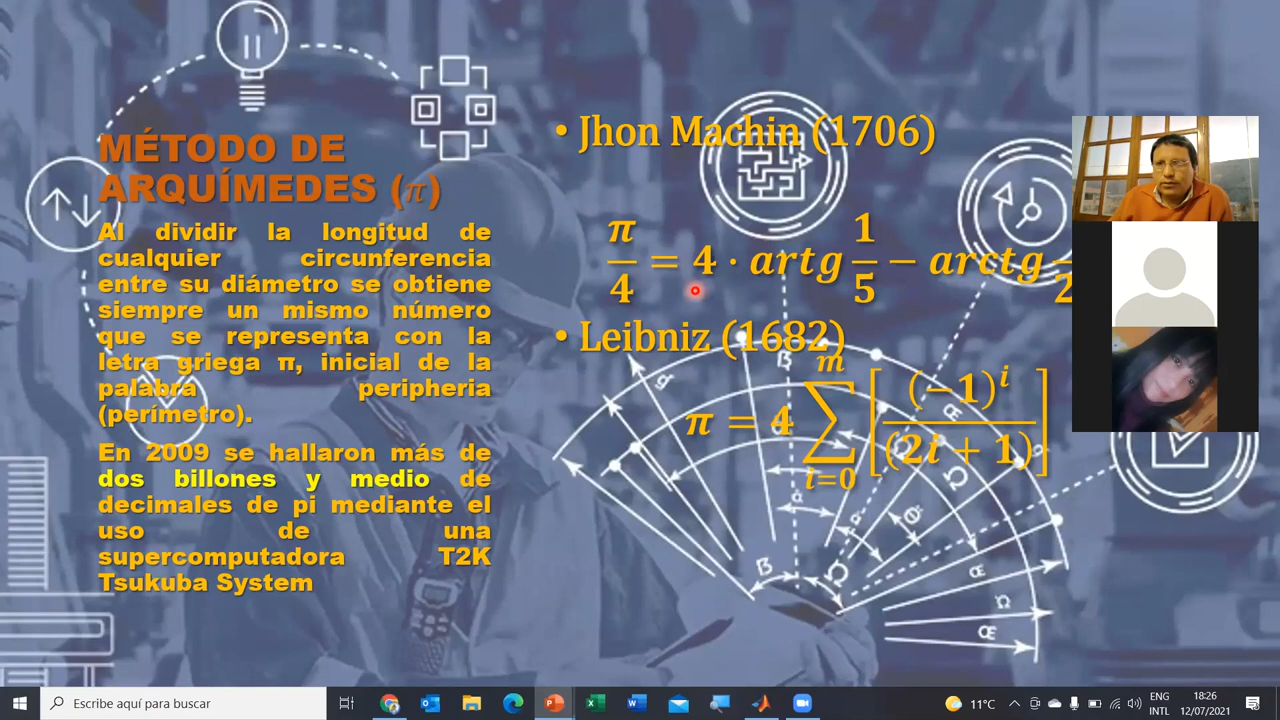 MÉTODO DE
ARQUÍMEDES (π)
Al dividir la longitud de
cualquier circunferencia
entre su diámetro se obtiene
siempre un mismo número
que se representa con la
letra griega π, inicial de la
palabra peripheria
(perímetro).
En 2009 se hallaron más de
dos billones y medio de
decimales de pi mediante el
uso de una
supercomputadora T2K
Tsukuba System
• Jhon Machin (1706)
π/4 = 4 · artg 1/5 − arctg
• Leibniz (1682)
π = 4 ∑_{i=0}^{m} [(−1)^i / (2i + 1)]
Escribe aquí para buscar
11°C
ENG
INTL
18:26
12/07/2021